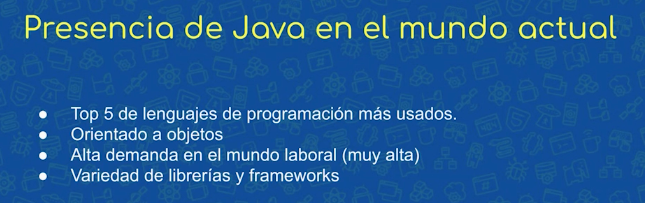 Presencia de Java en el mundo actual
● Top 5 de lenguajes de programación más usados.
● Orientado a objetos
● Alta demanda en el mundo laboral (muy alta)
● Variedad de librerías y frameworks